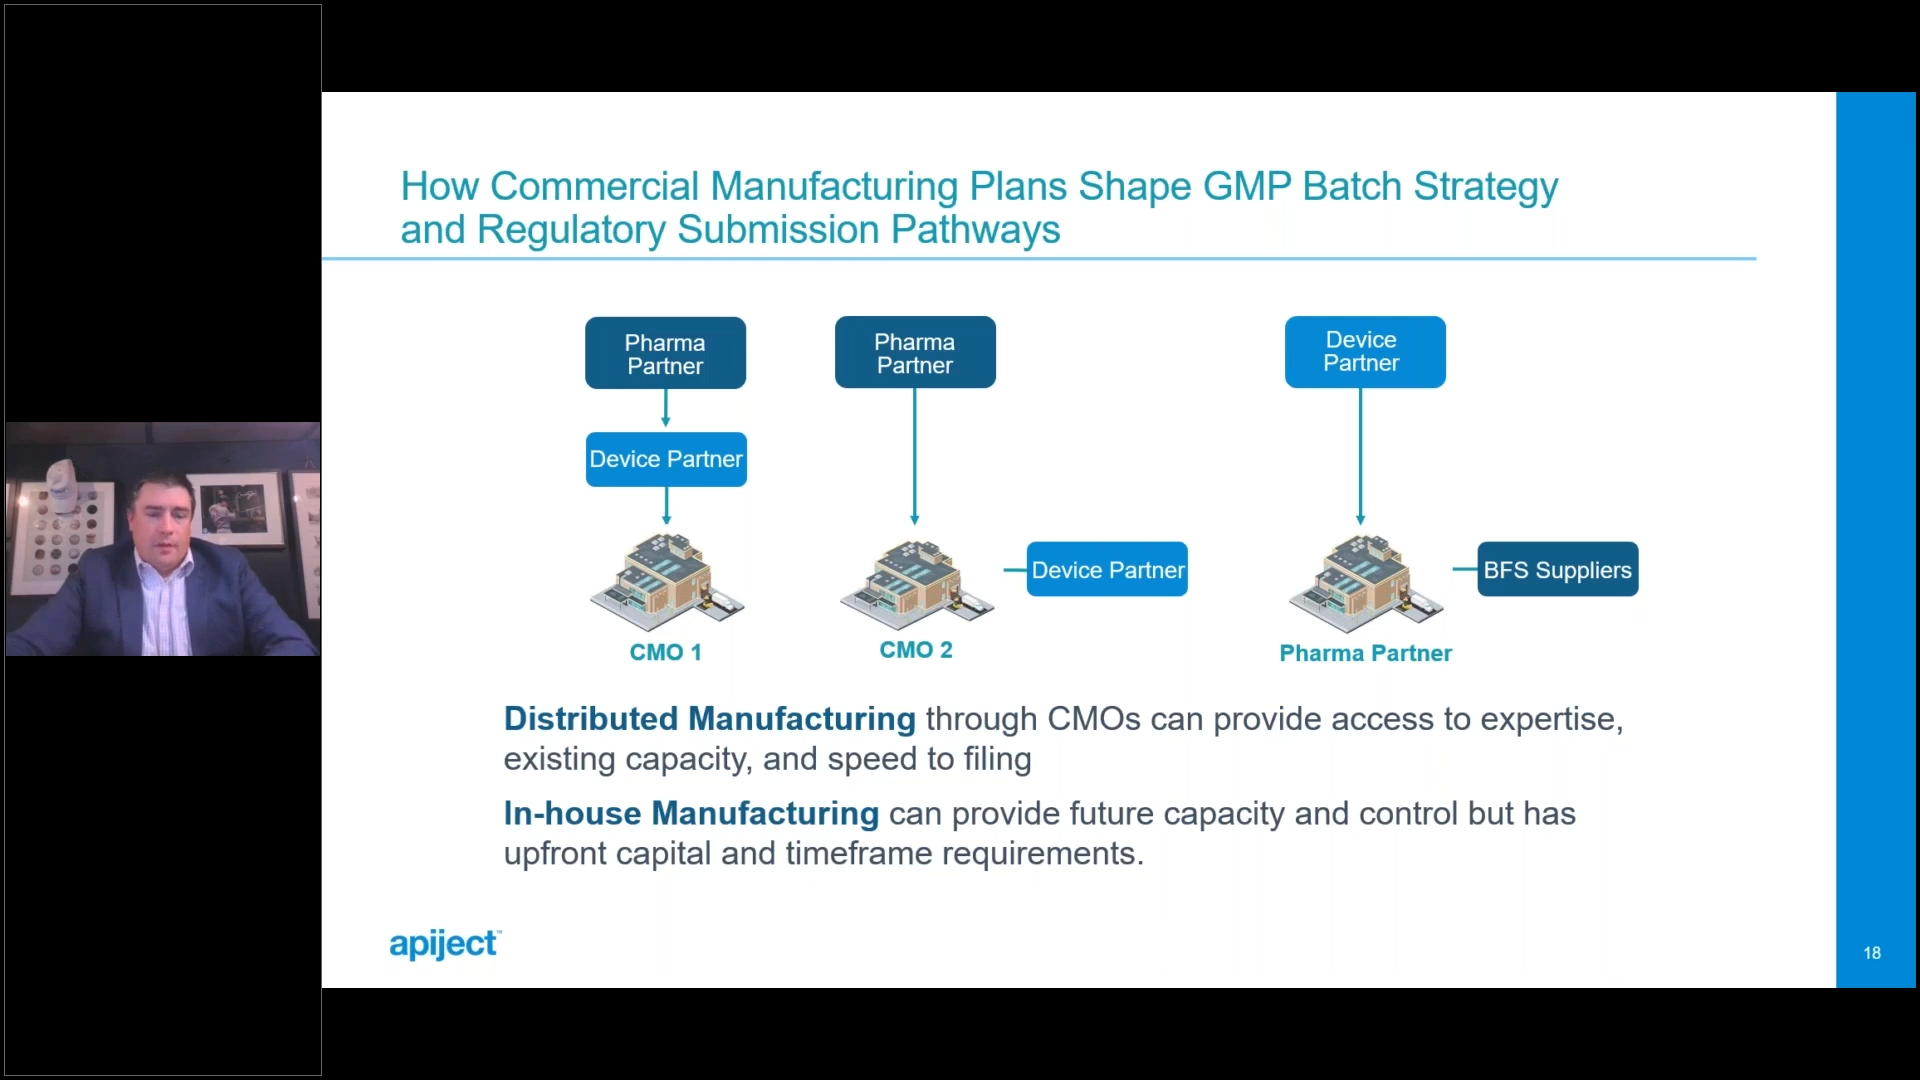 How Commercial Manufacturing Plans Shape GMP Batch Strategy
and Regulatory Submission Pathways
Pharma
Partner
Device Partner
CMO 1
Pharma
Partner
Device Partner
CMO 2
Device
Partner
BFS Suppliers
Pharma Partner
Distributed Manufacturing through CMOs can provide access to expertise,
existing capacity, and speed to filing
In-house Manufacturing can provide future capacity and control but has
upfront capital and timeframe requirements.
apiject™
18